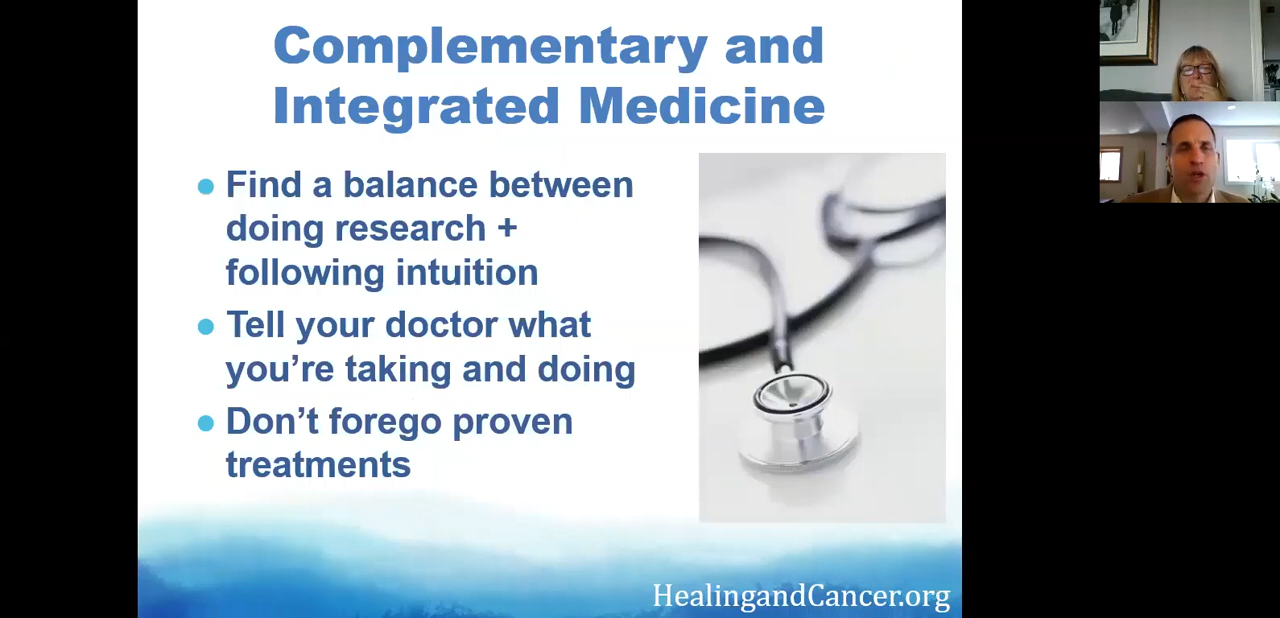 Complementary and
Integrated Medicine
● Find a balance between
doing research +
following intuition
● Tell your doctor what
you’re taking and doing
● Don’t forego proven
treatments
HealingandCancer.org